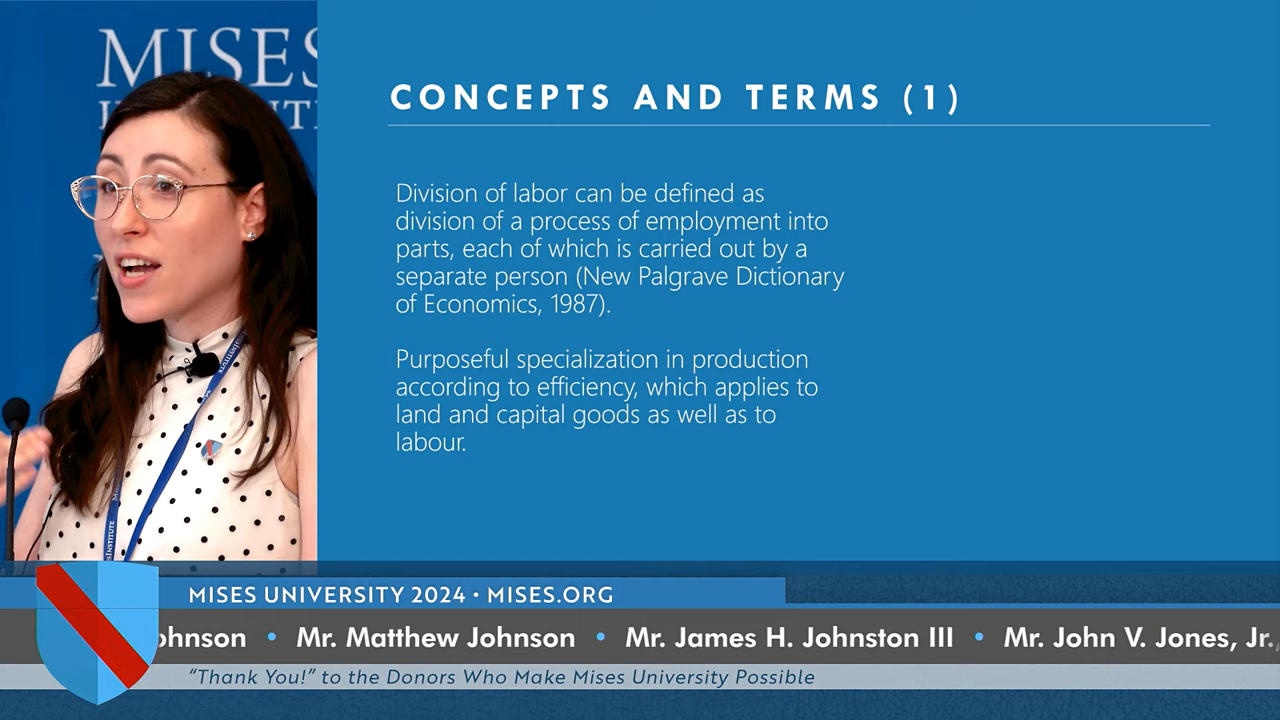 MISES
CONCEPTS AND TERMS (1)
Division of labor can be defined as
division of a process of employment into
parts, each of which is carried out by a
separate person (New Palgrave Dictionary
of Economics, 1987).
Purposeful specialization in production
according to efficiency, which applies to
land and capital goods as well as to
labour.
MISES UNIVERSITY 2024 • MISES.ORG
ohnson • Mr. Matthew Johnson • Mr. James H. Johnston III • Mr. John V. Jones, Jr.
“Thank You!” to the Donors Who Make Mises University Possible